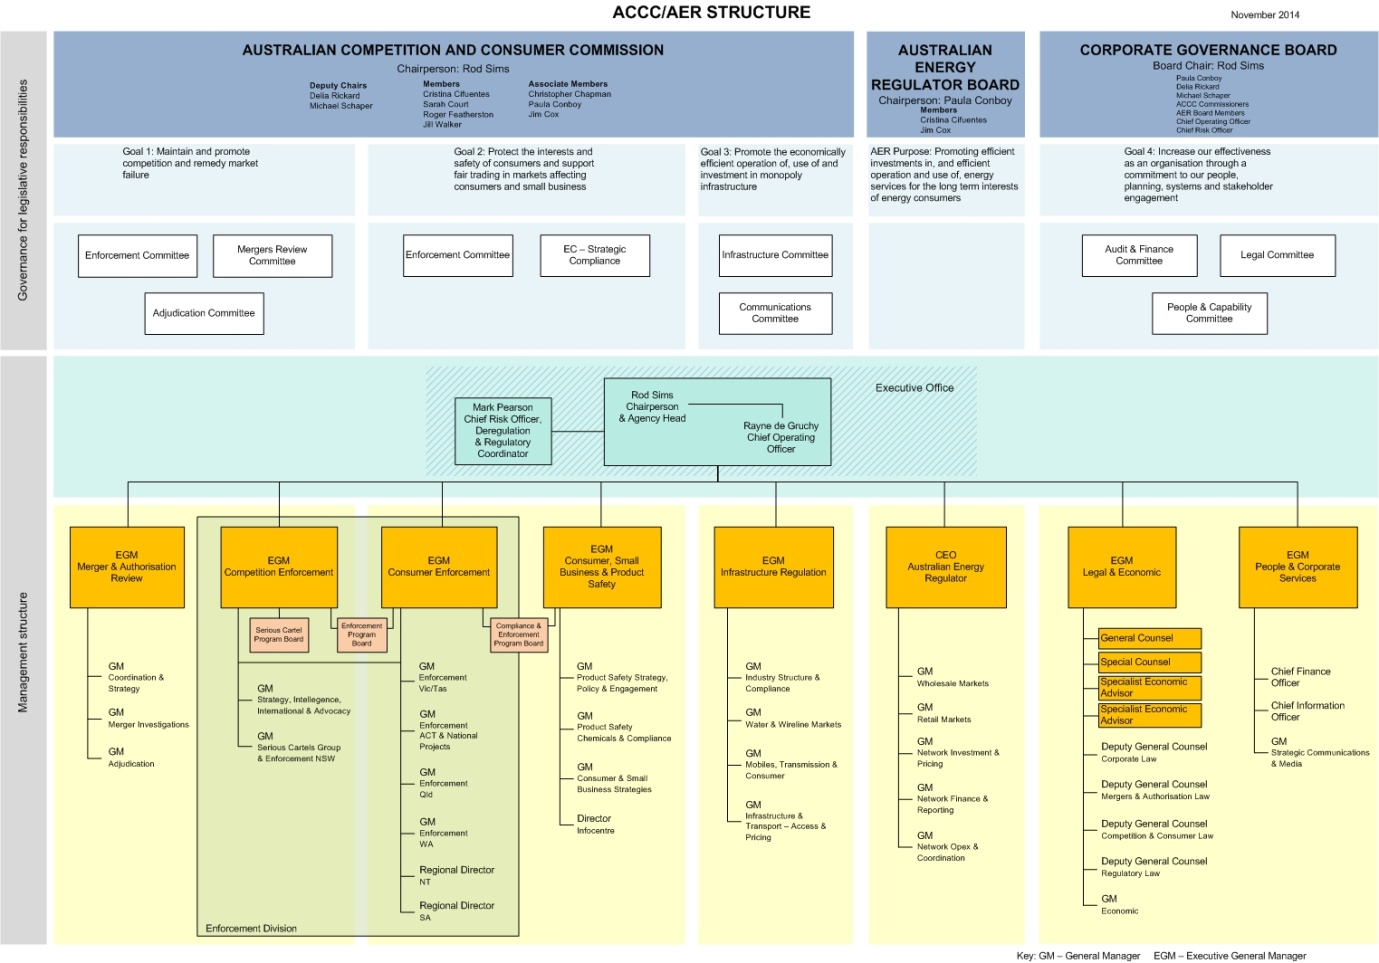 ACCC/AER STRUCTURE
November 2014
Governance for legislative responsibilities
AUSTRALIAN COMPETITION AND CONSUMER COMMISSION
Chairperson: Rod Sims
Deputy Chairs
Delia Rickard
Michael Schaper
Members
Cristina Cifuentes
Sarah Court
Roger Featherston
Jill Walker
Associate Members
Christopher Chapman
Paula Conboy
Jim Cox
AUSTRALIAN
ENERGY
REGULATOR BOARD
Chairperson: Paula Conboy
Members
Cristina Cifuentes
Jim Cox
CORPORATE GOVERNANCE BOARD
Board Chair: Rod Sims
Paula Conboy
Delia Rickard
Michael Schaper
ACCC Commissioners
AER Board Members
Chief Operating Officer
Chief Risk Officer
Goal 1: Maintain and promote
competition and remedy market
failure
Goal 2: Protect the interests and
safety of consumers and support
fair trading in markets affecting
consumers and small business
Goal 3: Promote the economically
efficient operation of, use of and
investment in monopoly
infrastructure
AER Purpose: Promoting efficient
investments in, and efficient
operation and use of, energy
services for the long term interests
of energy consumers
Goal 4: Increase our effectiveness
as an organisation through a
commitment to our people,
planning, systems and stakeholder
engagement
Enforcement Committee
Mergers Review
Committee
Adjudication Committee
Enforcement Committee
EC – Strategic
Compliance
Infrastructure Committee
Communications
Committee
Audit & Finance
Committee
Legal Committee
People & Capability
Committee
Management structure
Executive Office
Mark Pearson
Chief Risk Officer,
Deregulation
& Regulatory
Coordinator
Rod Sims
Chairperson
& Agency Head
Rayne de Gruchy
Chief Operating
Officer
EGM
Merger & Authorisation
Review
GM
Coordination &
Strategy
GM
Merger Investigations
GM
Adjudication
EGM
Competition Enforcement
Serious Cartel
Program Board
Enforcement
Program
Board
GM
Strategy, Intellegence,
International & Advocacy
GM
Serious Cartels Group
& Enforcement NSW
EGM
Consumer Enforcement
Compliance &
Enforcement
Program Board
GM
Enforcement
Vic/Tas
GM
Enforcement
ACT & National
Projects
GM
Enforcement
Qld
GM
Enforcement
WA
Regional Director
NT
Regional Director
SA
Enforcement Division
EGM
Consumer, Small
Business & Product
Safety
GM
Product Safety Strategy,
Policy & Engagement
GM
Product Safety
Chemicals & Compliance
GM
Consumer & Small
Business Strategies
Director
Infocentre
EGM
Infrastructure Regulation
GM
Industry Structure &
Compliance
GM
Water & Wireline Markets
GM
Mobiles, Transmission &
Consumer
GM
Infrastructure &
Transport – Access &
Pricing
CEO
Australian Energy
Regulator
GM
Wholesale Markets
GM
Retail Markets
GM
Network Investment &
Pricing
GM
Network Finance &
Reporting
GM
Network Opex &
Coordination
EGM
Legal & Economic
General Counsel
Special Counsel
Specialist Economic
Advisor
Specialist Economic
Advisor
Deputy General Counsel
Corporate Law
Deputy General Counsel
Mergers & Authorisation Law
Deputy General Counsel
Competition & Consumer Law
Deputy General Counsel
Regulatory Law
GM
Economic
EGM
People & Corporate
Services
Chief Finance
Officer
Chief Information
Officer
GM
Strategic Communications
& Media
Key: GM – General Manager EGM – Executive General Manager